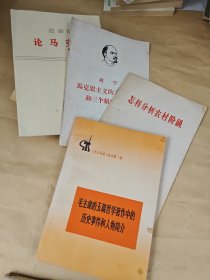 论马
列宁
马克思主义的
和三个组
怎样分析农村阶级
毛主席的五篇哲学著作中的
历史事件和人物简介